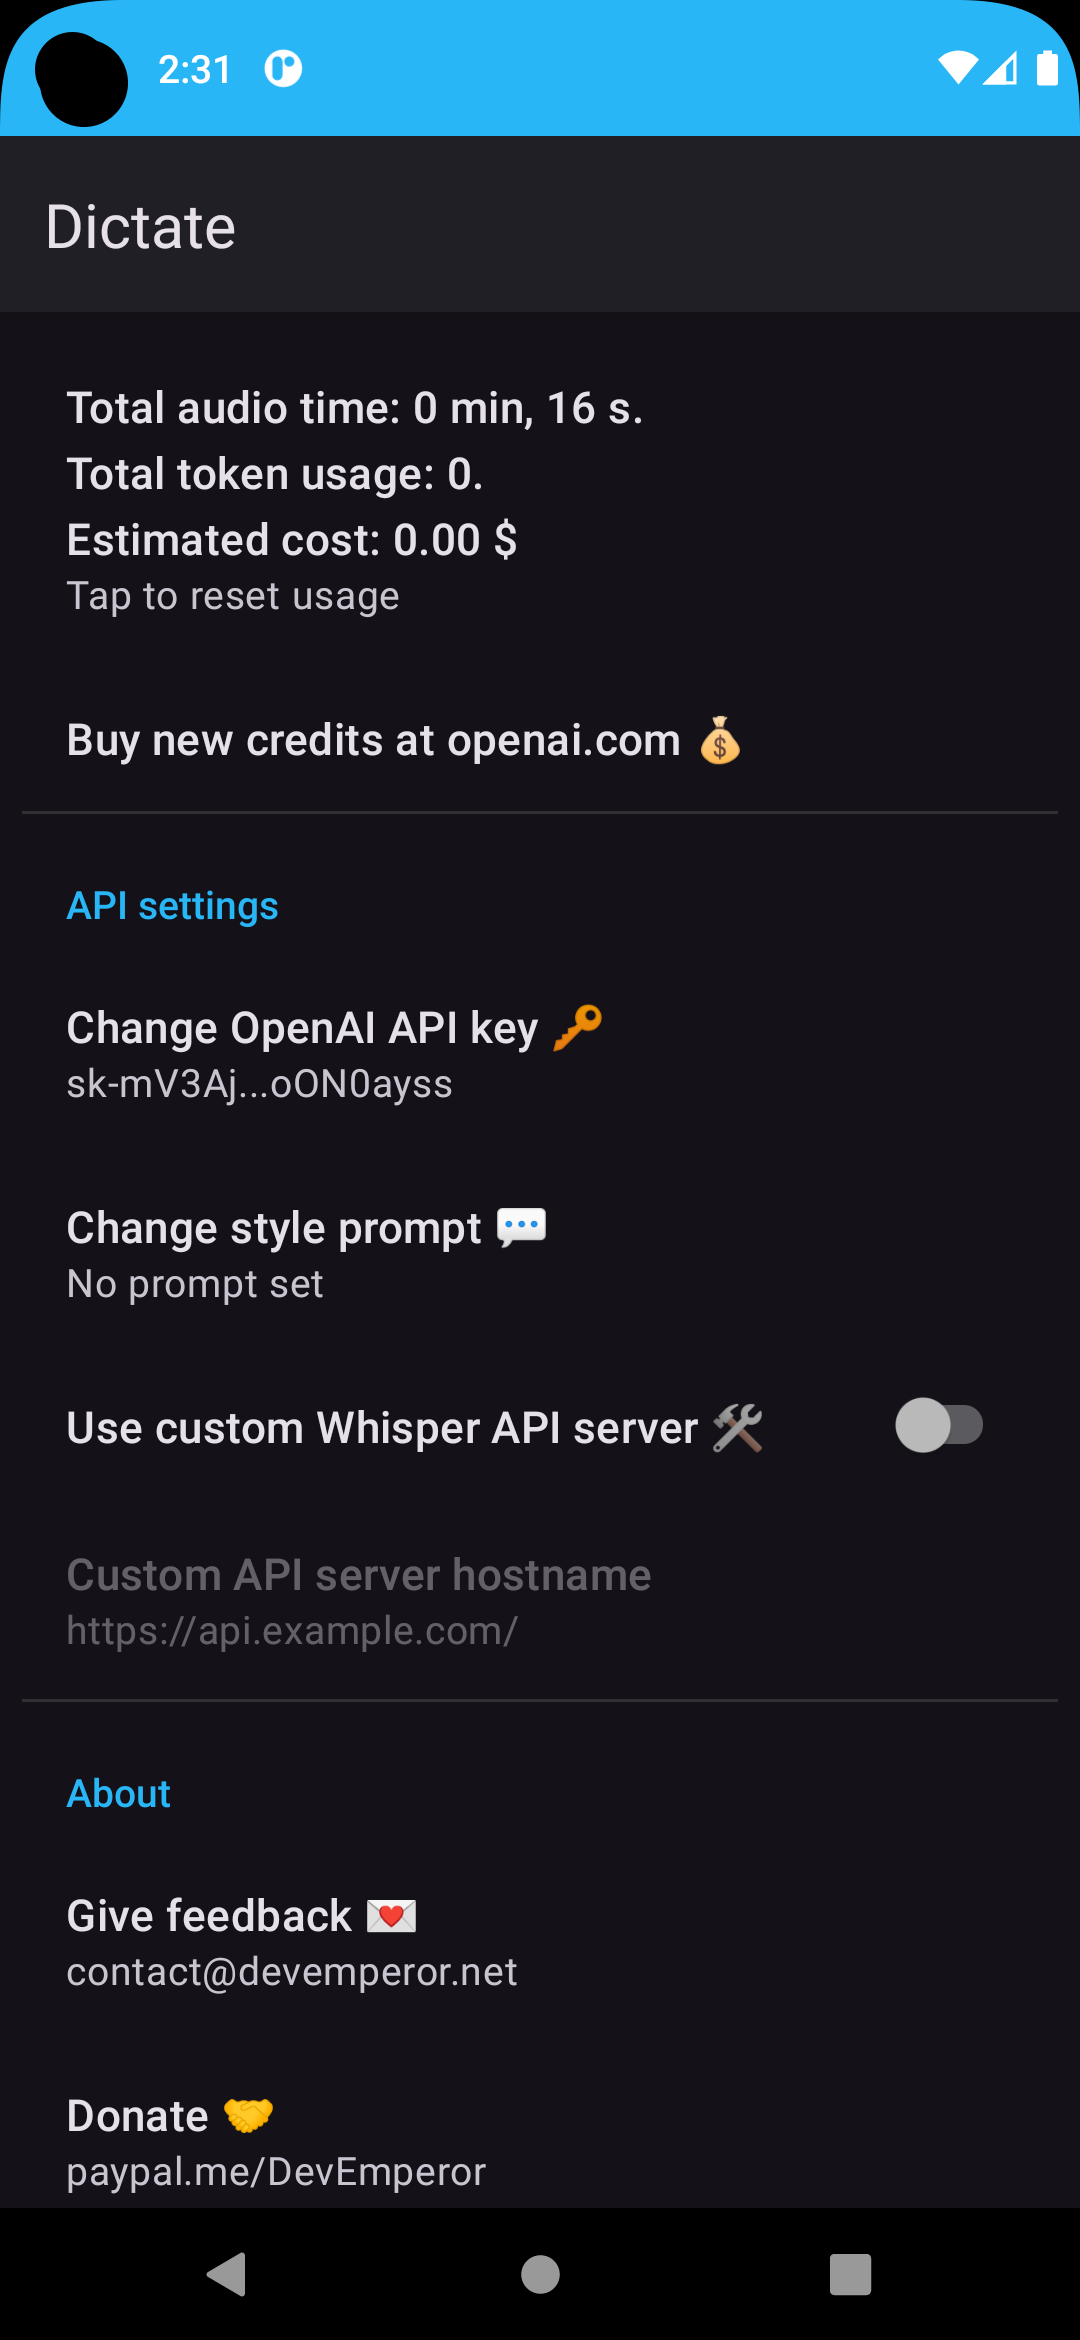 2:31
Dictate
Total audio time: 0 min, 16 s.
Total token usage: 0.
Estimated cost: 0.00 $
Tap to reset usage
Buy new credits at openai.com 💰
API settings
Change OpenAI API key 🔑
sk-mV3Aj...oON0ayss
Change style prompt 💬
No prompt set
Use custom Whisper API server 🛠️
Custom API server hostname
https://api.example.com/
About
Give feedback 💌
contact@devemperor.net
Donate 🤝
paypal.me/DevEmperor